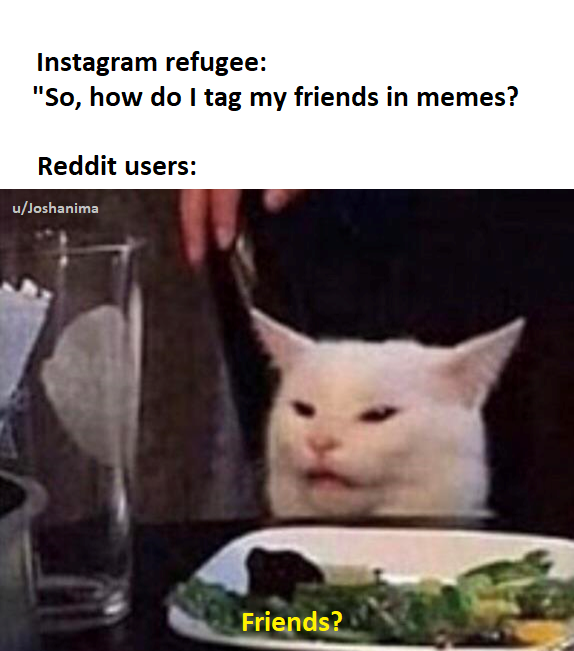 Instagram refugee:
"So, how do I tag my friends in memes?
Reddit users:
u/Joshanima
Friends?